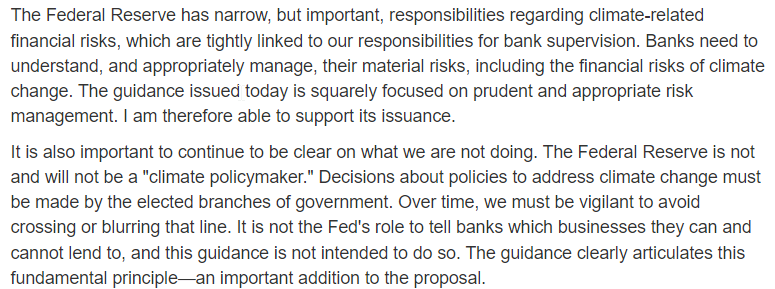 The Federal Reserve has narrow, but important, responsibilities regarding climate-related
financial risks, which are tightly linked to our responsibilities for bank supervision. Banks need to
understand, and appropriately manage, their material risks, including the financial risks of climate
change. The guidance issued today is squarely focused on prudent and appropriate risk
management. I am therefore able to support its issuance.
It is also important to continue to be clear on what we are not doing. The Federal Reserve is not
and will not be a "climate policymaker." Decisions about policies to address climate change must
be made by the elected branches of government. Over time, we must be vigilant to avoid
crossing or blurring that line. It is not the Fed's role to tell banks which businesses they can and
cannot lend to, and this guidance is not intended to do so. The guidance clearly articulates this
fundamental principle—an important addition to the proposal.